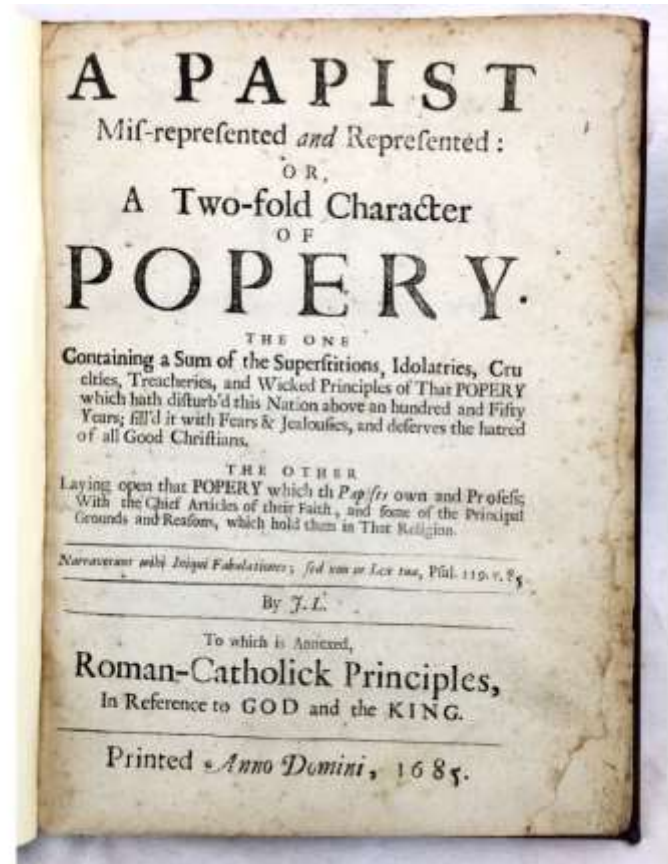 A PAPIST
Miſ-repreſented and Repreſented:
OR,
A Two-fold Character
OF
POPERY.
THE ONE
Containing a Sum of the Superſtitions, Idolatries, Cru
elties, Treacheries, and Wicked Principles of That POPERY
which hath diſturb'd this Nation above an hundred and Fifty
Years; fill'd it with Fears & Jealouſies, and deſerves the hatred
of all Good Chriſtians.
THE OTHER
Laying open that POPERY which th Papiſts own and Profeſs;
With the Chief Articles of their Faith, and ſome of the Principal
Grounds and Reaſons, which hold them in That Religion.
Narraverunt mihi Iniqui Fabulationes; ſed non ut Lex tua, Pſal. 119. v. 85
By J. L.
To which is Annexed,
Roman-Catholick Principles,
In Reference to GOD and the KING.
Printed Anno Domini, 1685.